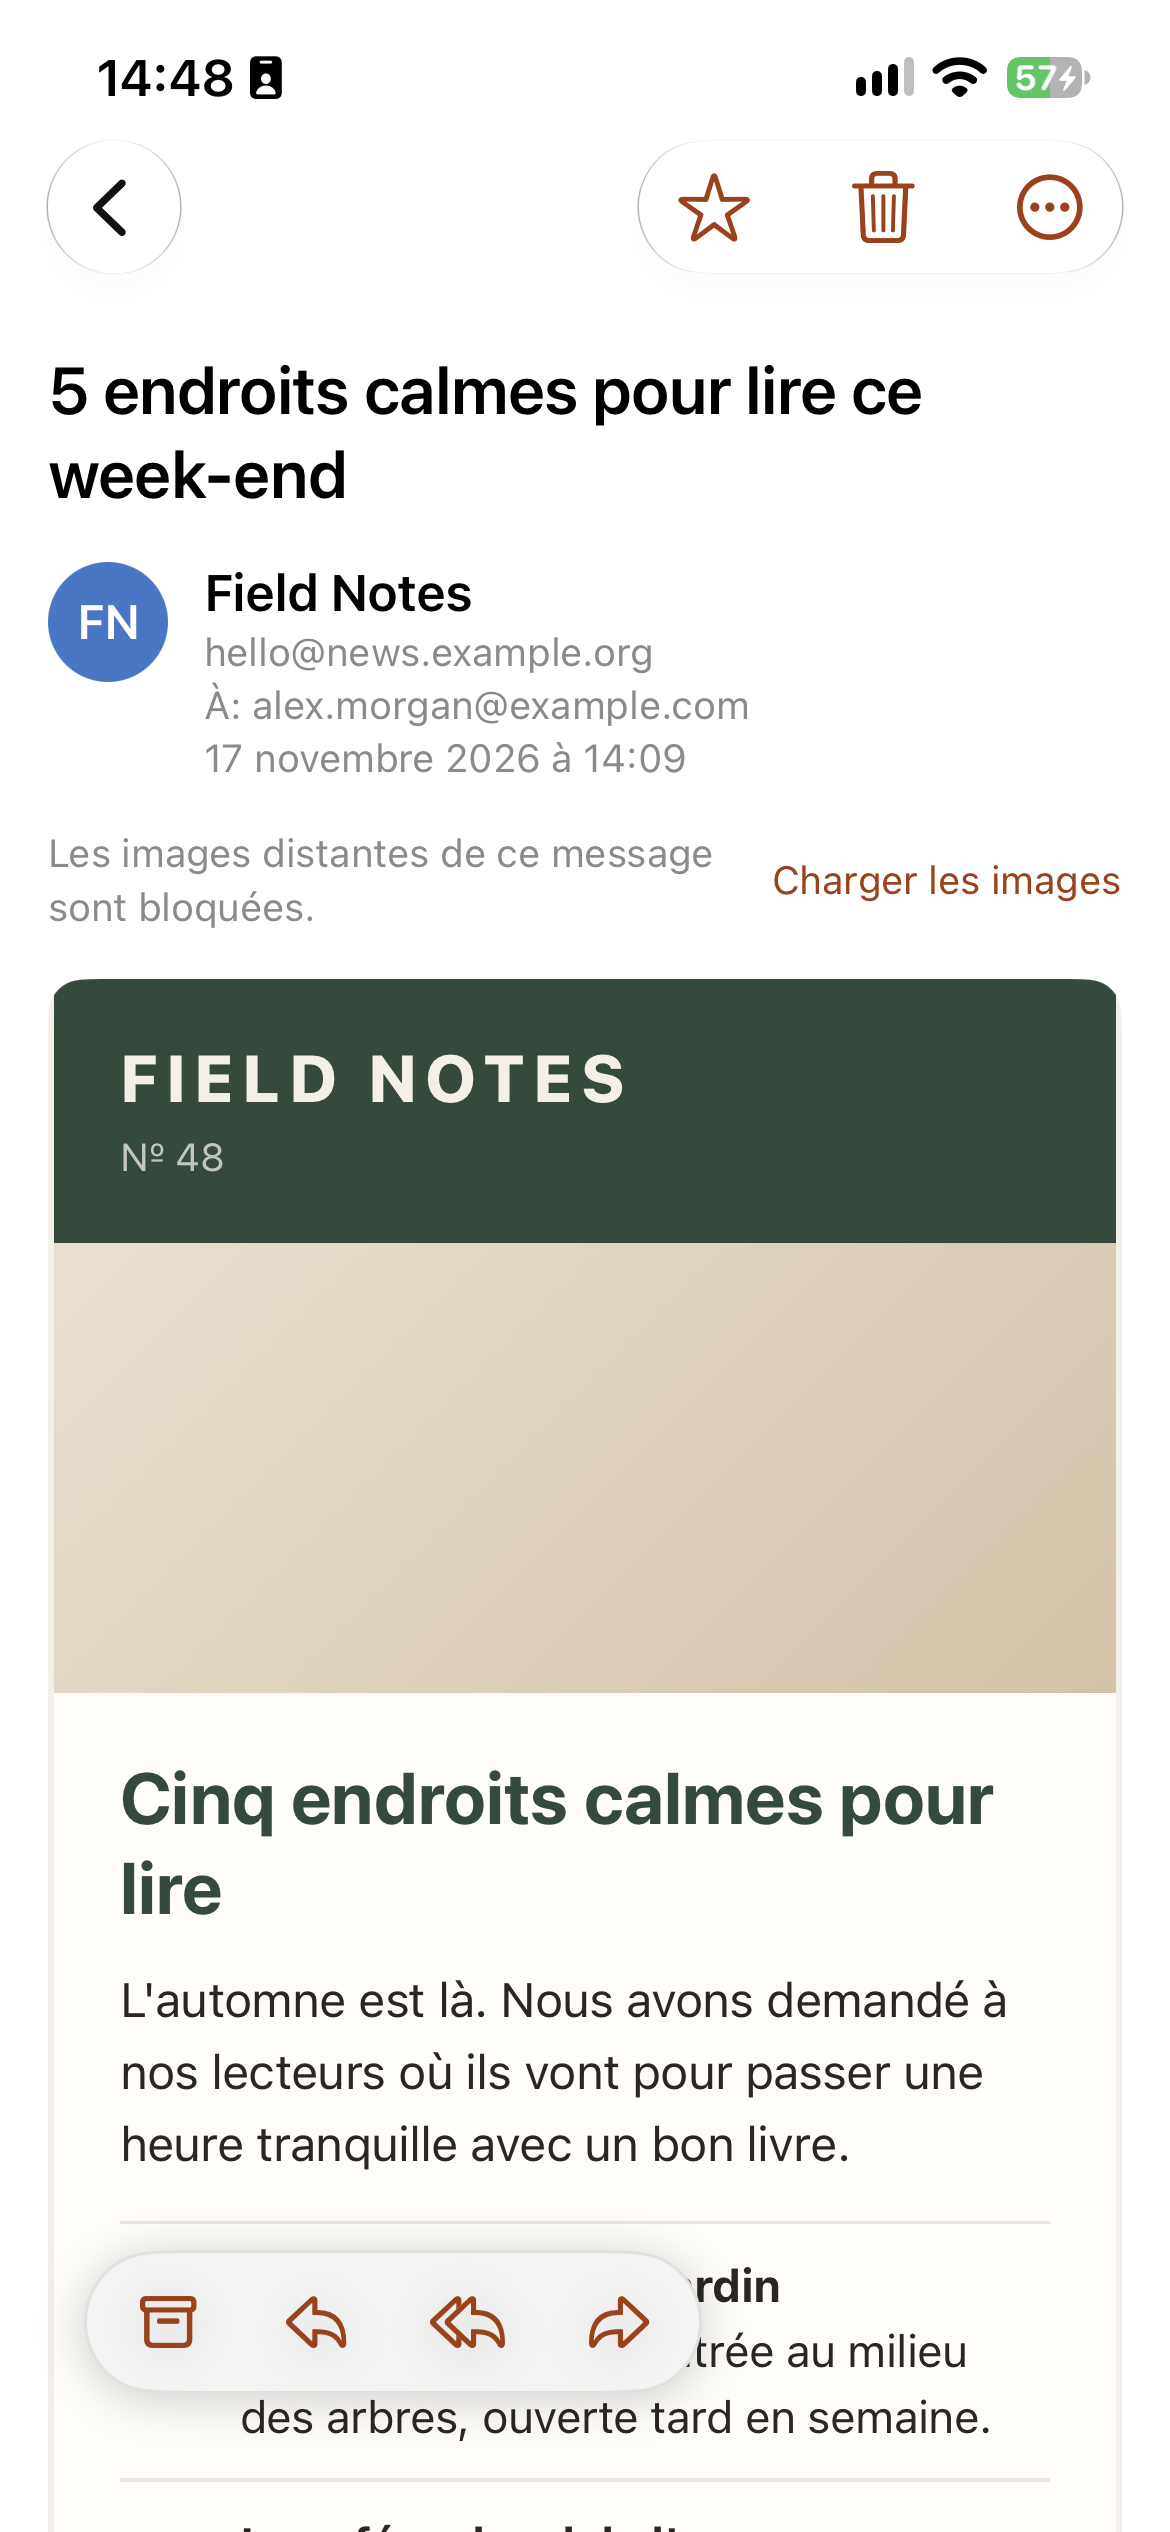 14:48
57
5 endroits calmes pour lire ce
week-end
FN
Field Notes
hello@news.example.org
À: alex.morgan@example.com
17 novembre 2026 à 14:09
Les images distantes de ce message
sont bloquées.
Charger les images
FIELD NOTES
Nº 48
Cinq endroits calmes pour
lire
L'automne est là. Nous avons demandé à
nos lecteurs où ils vont pour passer une
heure tranquille avec un bon livre.
au milieu
des arbres, ouverte tard en semaine.